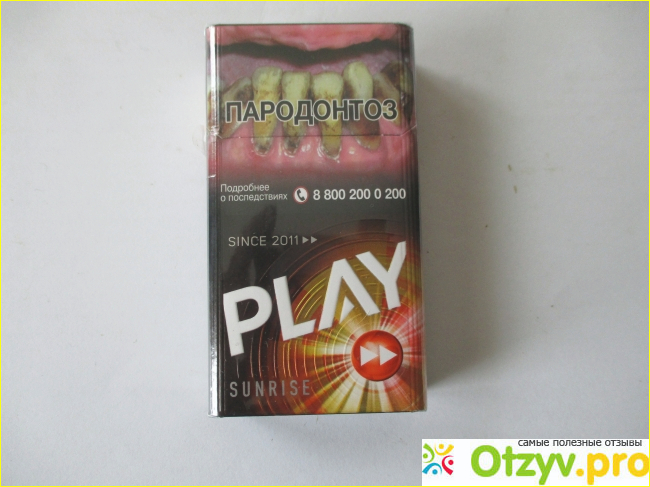 ПАРОДОНТОЗ
Подробнее
о последствиях
8 800 200 0 200
SINCE 2011
PLAY
SUNRISE
самые полезные отзывы
Otzyv.pro